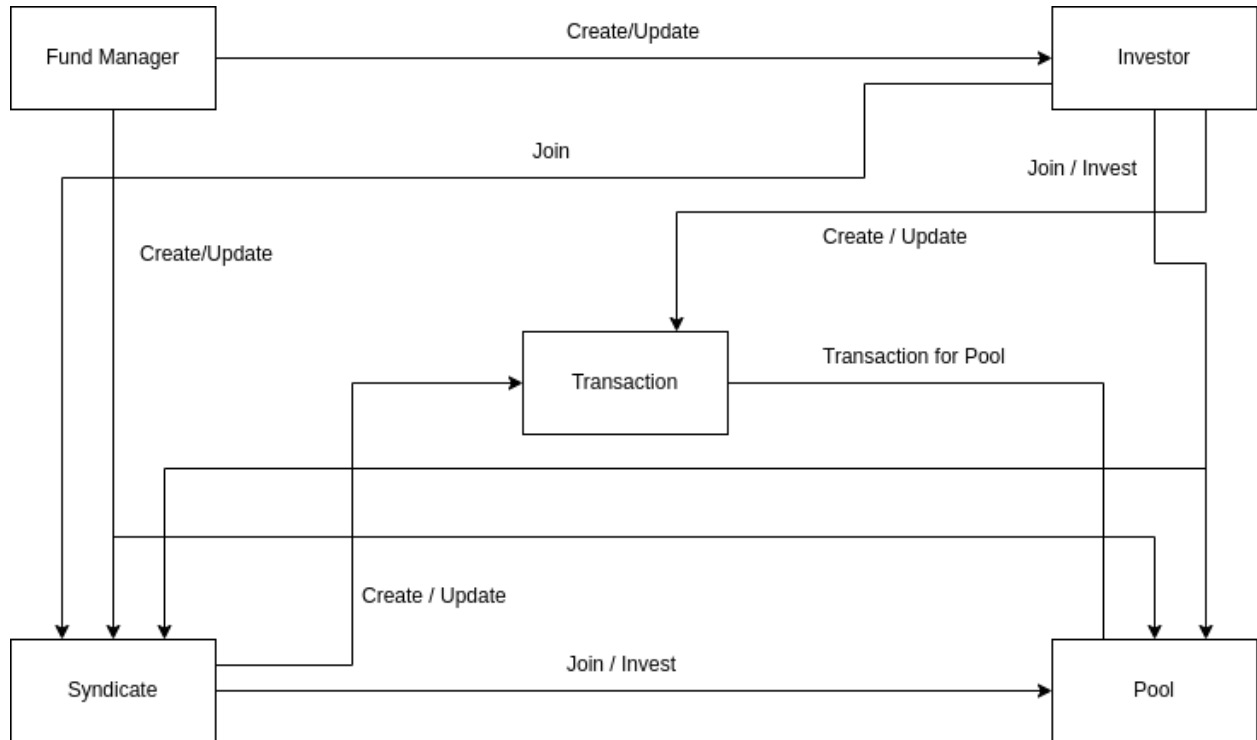 Create/Update
Fund Manager
Investor
Join
Join / Invest
Create / Update
Create/Update
Transaction for Pool
Transaction
Create / Update
Join / Invest
Syndicate
Pool